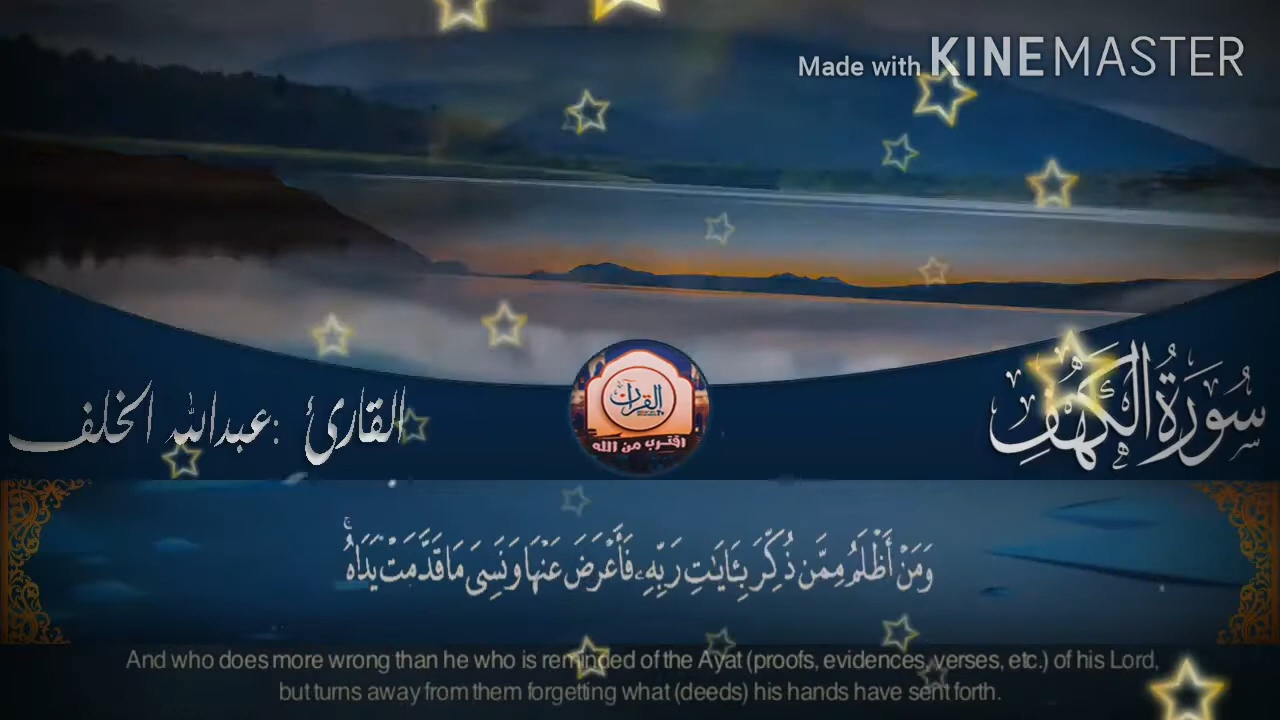 Made with KINEMASTER
سُورَةُ الكَهْفِ
القارئ :عبدالله الخلف
القرآن
اقترب من الله
وَمَنْ أَظْلَمُ مِمَّن ذُكِّرَ بِـَٔايَـٰتِ رَبِّهِۦ فَأَعْرَضَ عَنْهَا وَنَسِىَ مَا قَدَّمَتْ يَدَاهُ ۚ
And who does more wrong than he who is reminded of the Ayat (proofs, evidences, verses, etc.) of his Lord,
but turns away from them forgetting what (deeds) his hands have sent forth.